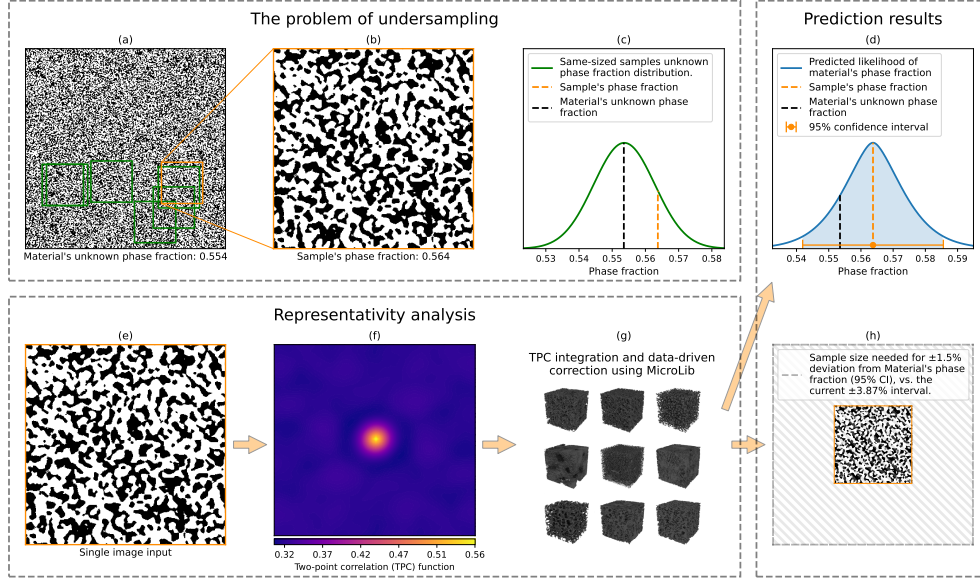 The problem of undersampling
(a)
Material's unknown phase fraction: 0.554
(b)
Sample's phase fraction: 0.564
(c)
Same-sized samples unknown
phase fraction distribution.
Sample's phase fraction
Material's unknown phase
fraction
0.53 0.54 0.55 0.56 0.57 0.58
Phase fraction
Prediction results
(d)
Predicted likelihood of
material's phase fraction
Sample's phase fraction
Material's unknown phase
fraction
95% confidence interval
0.54 0.55 0.56 0.57 0.58 0.59
Phase fraction
Representativity analysis
(e)
Single image input
(f)
0.32 0.37 0.42 0.47 0.51 0.56
Two-point correlation (TPC) function
(g)
TPC integration and data-driven
correction using MicroLib
(h)
Sample size needed for ±1.5%
deviation from Material's phase
fraction (95% CI), vs. the
current ±3.87% interval.